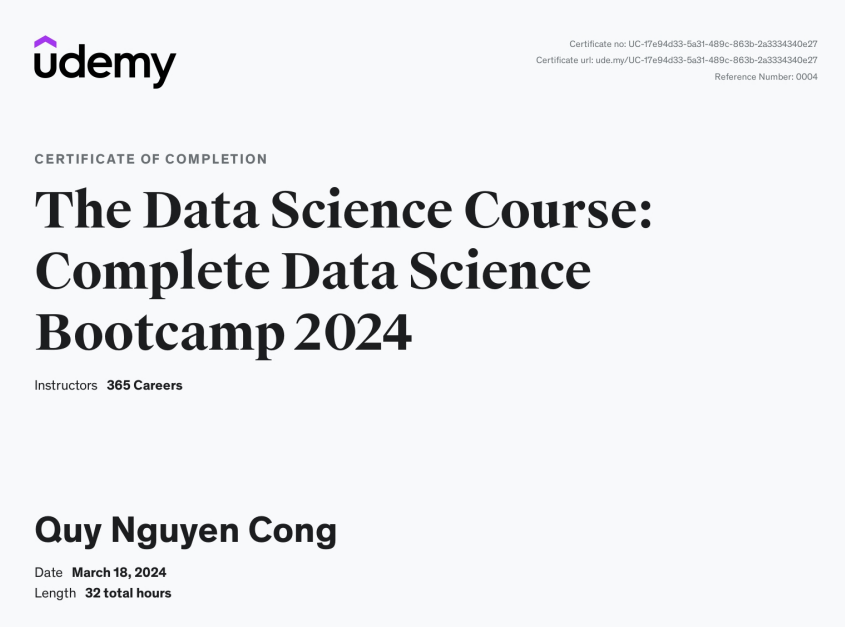 udemy
Certificate no: UC-17e94d33-5a31-489c-863b-2a3334340e27
Certificate url: ude.my/UC-17e94d33-5a31-489c-863b-2a3334340e27
Reference Number: 0004
CERTIFICATE OF COMPLETION
The Data Science Course:
Complete Data Science
Bootcamp 2024
Instructors 365 Careers
Quy Nguyen Cong
Date March 18, 2024
Length 32 total hours